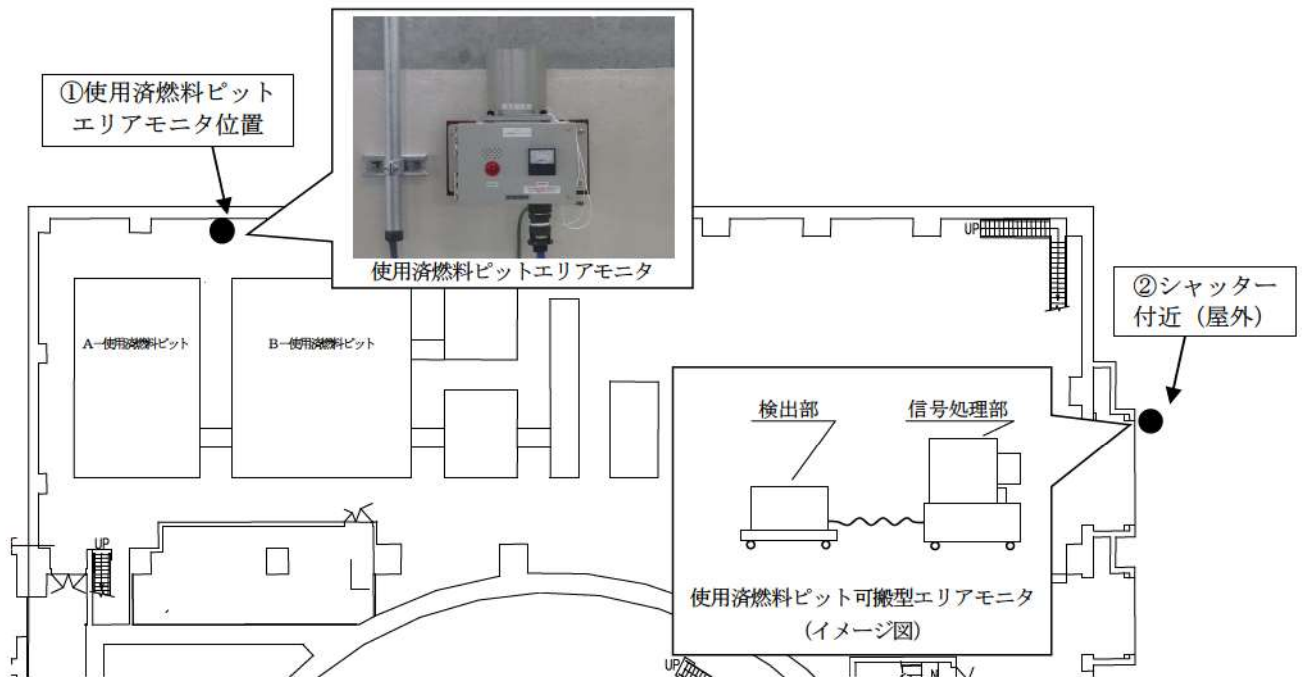 ①使用済燃料ピット
エリアモニタ位置
使用済燃料ピットエリアモニタ
UP
②シャッター
付近（屋外）
A－使用済燃料ピット
B－使用済燃料ピット
検出部
信号処理部
使用済燃料ピット可搬型エリアモニタ
（イメージ図）
UP
UP
N